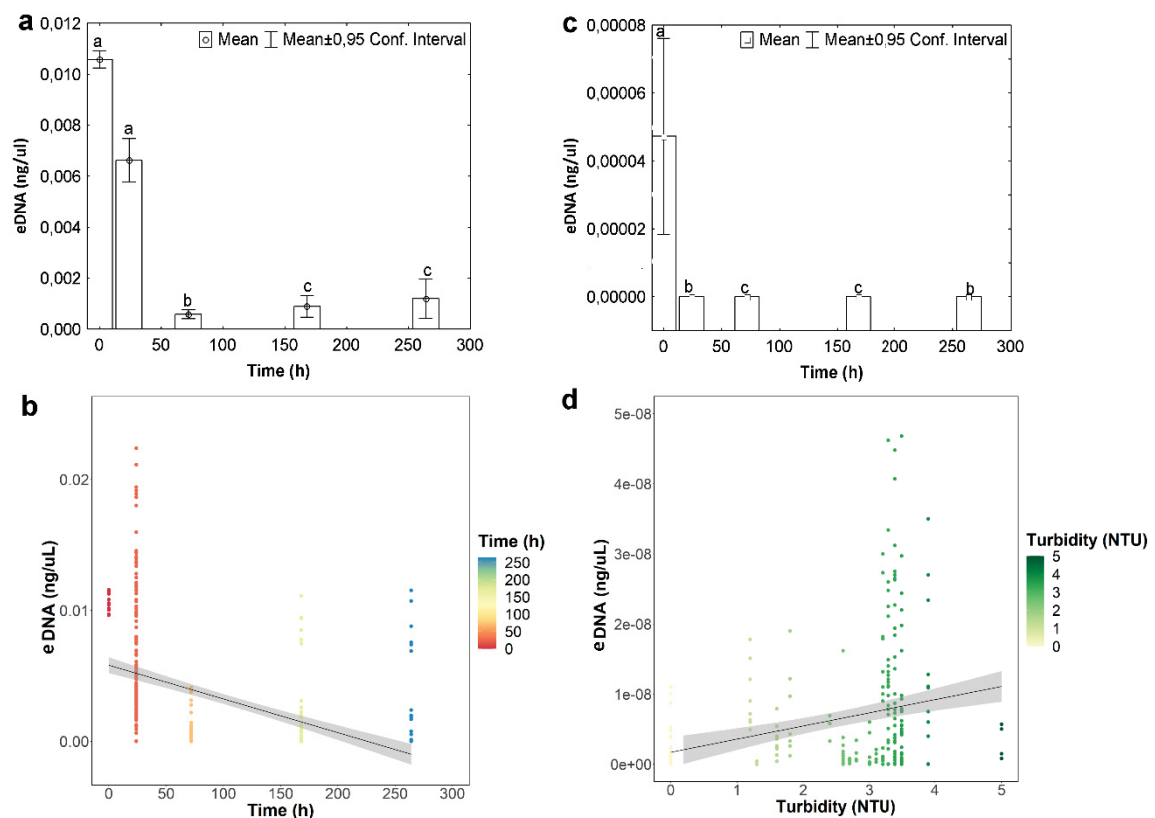 a
0,012
0,010
0,008
0,006
0,004
0,002
0,000
eDNA (ng/ul)
Mean Mean±0,95 Conf. Interval
a
a
b
c
c
0 50 100 150 200 250 300
Time (h)
c
0,00008
0,00006
0,00004
0,00002
0,00000
eDNA (ng/ul)
Mean Mean±0,95 Conf. Interval
a
b
c
c
b
0 50 100 150 200 250 300
Time (h)
b
0.02
0.01
0.00
eDNA (ng/uL)
0 50 100 150 200 250 300
Time (h)
Time (h)
250
200
150
100
50
0
d
5e-08
4e-08
3e-08
2e-08
1e-08
0e+00
eDNA (ng/uL)
0 1 2 3 4 5
Turbidity (NTU)
Turbidity (NTU)
5
4
3
2
1
0